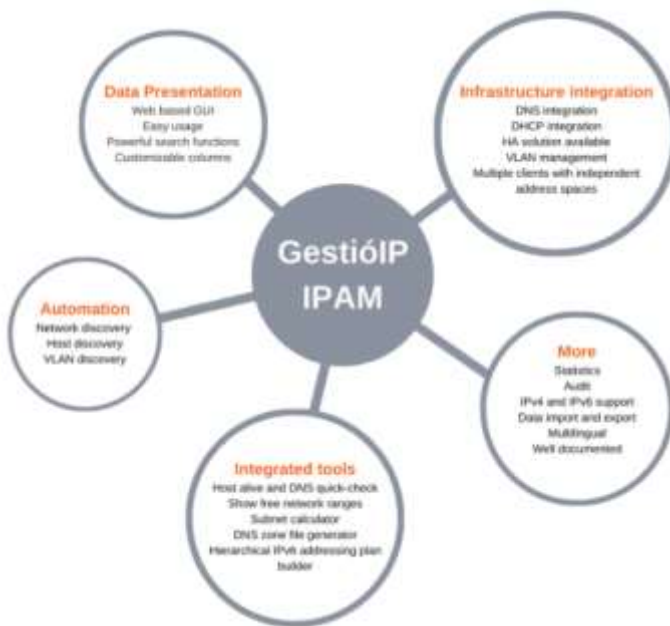 Data Presentation
Web based GUI
Easy usage
Powerful search functions
Customizable columns
Infrastructure integration
DNS integration
DHCP integration
HA solution available
VLAN management
Multiple clients with independent
address spaces
GestióIP
IPAM
Automation
Network discovery
Host discovery
VLAN discovery
More
Statistics
Audit
IPv4 and IPv6 support
Data import and export
Multilingual
Well documented
Integrated tools
Host alive and DNS quick-check
Show free network ranges
Subnet calculator
DNS zone file generator
Hierarchical IPv6 addressing plan
builder